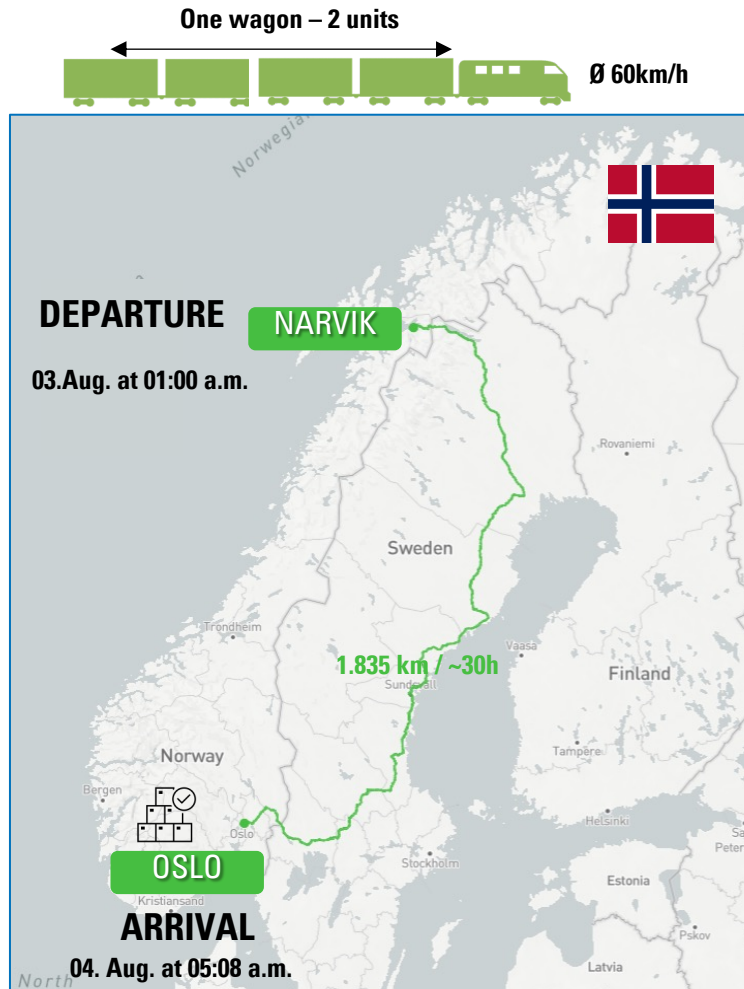 One wagon – 2 units
Ø 60km/h
Norwegian
DEPARTURE
NARVIK
03.Aug. at 01:00 a.m.
Rovaniemi
Sweden
Trondheim
Vaasa
1.835 km / ~30h
Sundsvall
Finland
Norway
Tampere
Bergen
Oslo
Helsinki
OSLO
Stockholm
Estonia
Kristiansand
ARRIVAL
Pskov
04. Aug. at 05:08 a.m.
Latvia
North